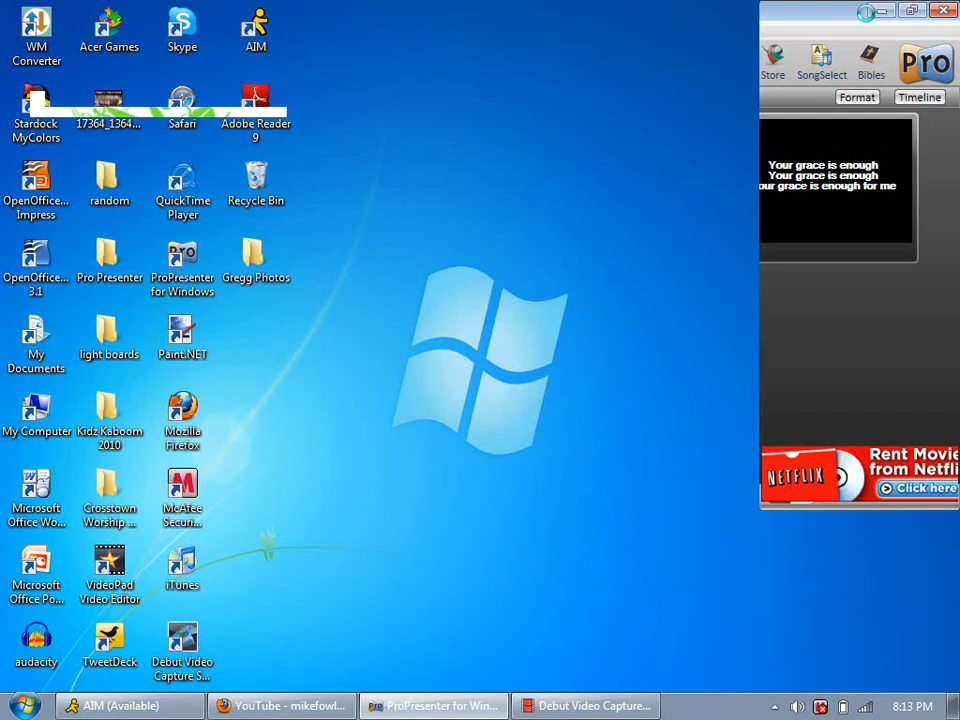 WM
Converter
Acer Games
Skype
AIM
Stardock
MyColors
17364_1364...
Safari
Adobe Reader
9
OpenOffice...
Impress
random
QuickTime
Player
Recycle Bin
OpenOffice...
3.1
Pro Presenter
Pro
ProPresenter
for Windows
Gregg Photos
My
Documents
light boards
Paint.NET
My Computer
Kidz Kaboom
2010
Mozilla
Firefox
Microsoft
Office Wo...
Crosstown
Worship ...
McAfee
Securi...
Microsoft
Office Po...
VideoPad
Video Editor
iTunes
audacity
TweetDeck
Debut Video
Capture S...
Store
SongSelect
Bibles
Pro
Format
Timeline
Your grace is enough
Your grace is enough
our grace is enough for me
NETFLIX
Rent Movie
from Netfli
Click here
AIM (Available)
YouTube - mikefowl...
ProPresenter for Win...
Debut Video Capture...
8:13 PM